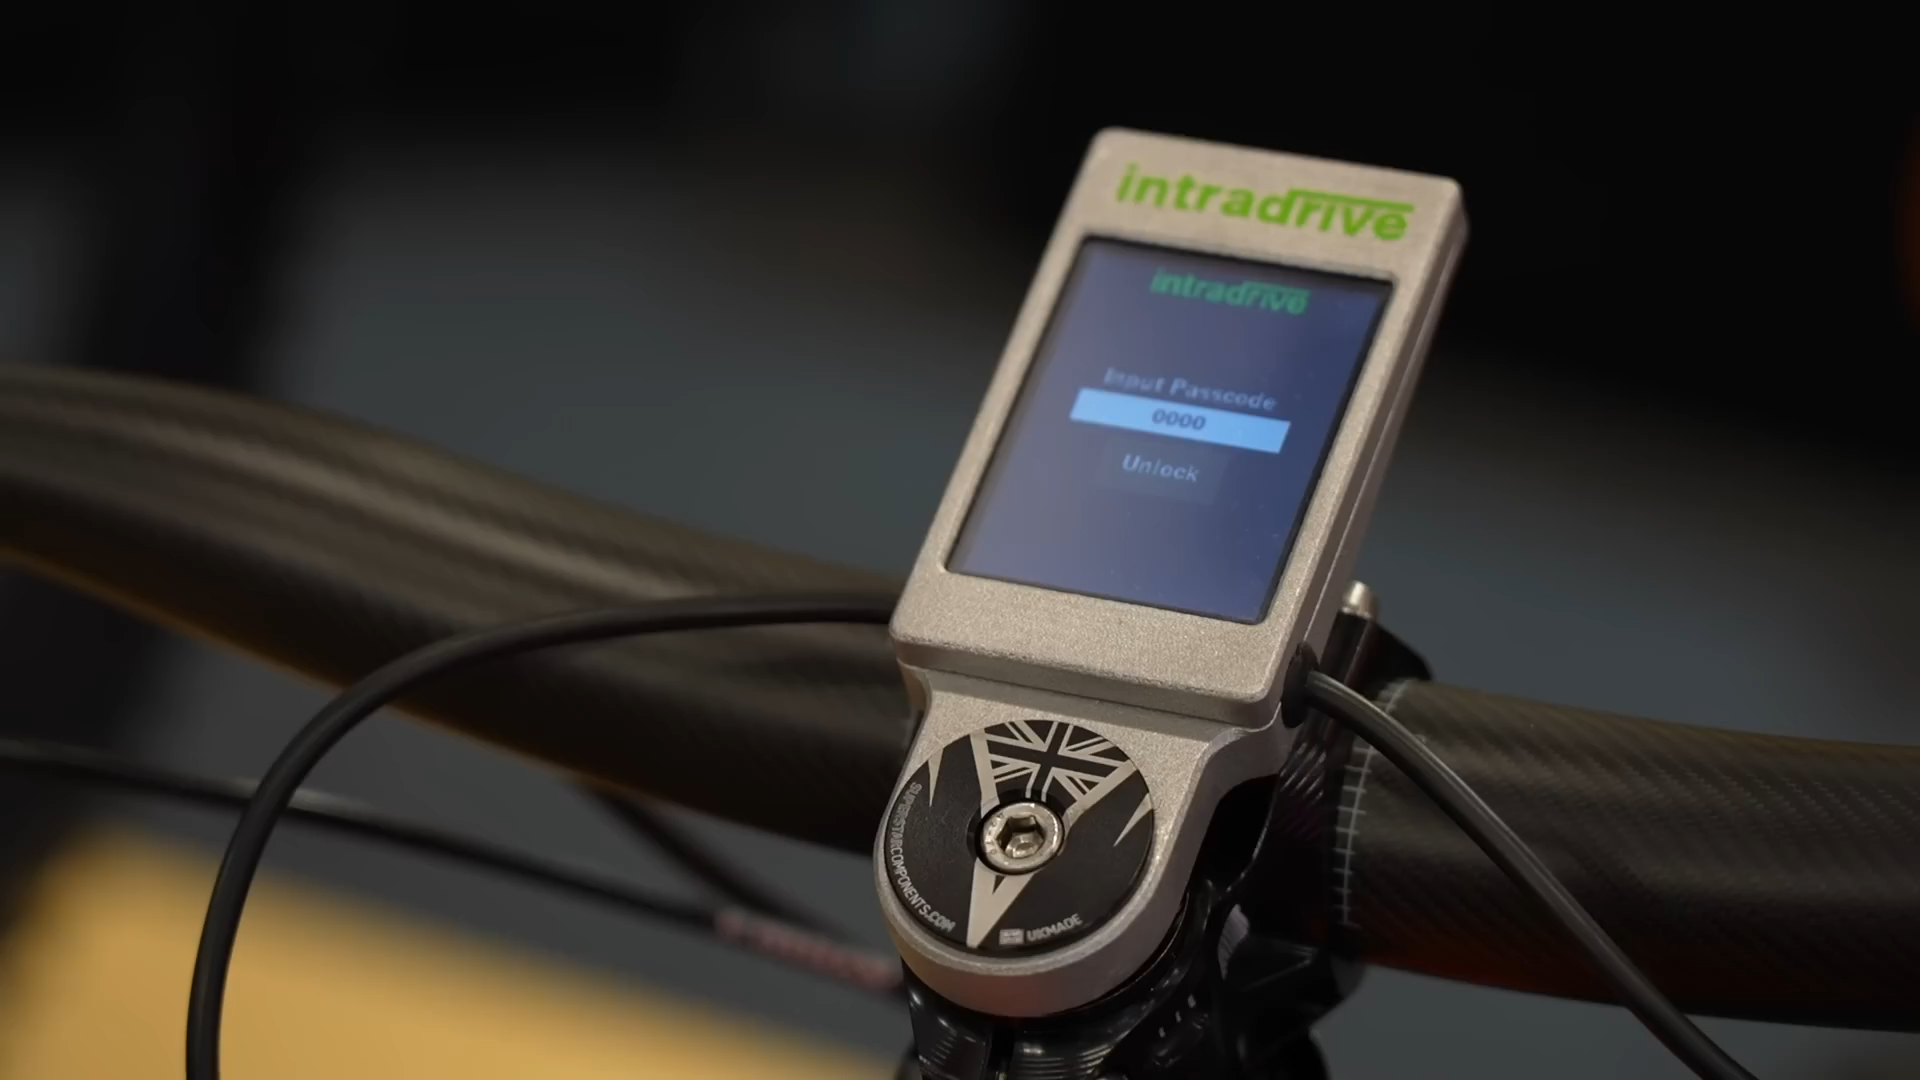 intradrive
intradrive
Input Passcode
0000
Unlock
SUPERSTARCOMPONENTS.COM
UKMADE